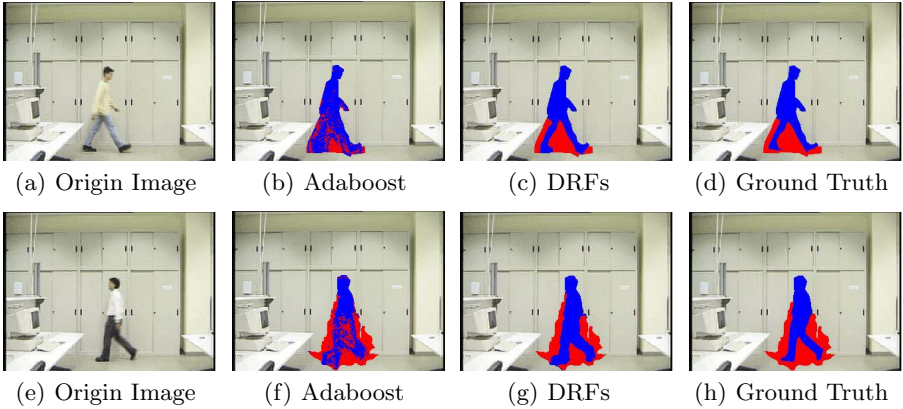 (a) Origin Image (b) Adaboost (c) DRFs (d) Ground Truth
(e) Origin Image (f) Adaboost (g) DRFs (h) Ground Truth